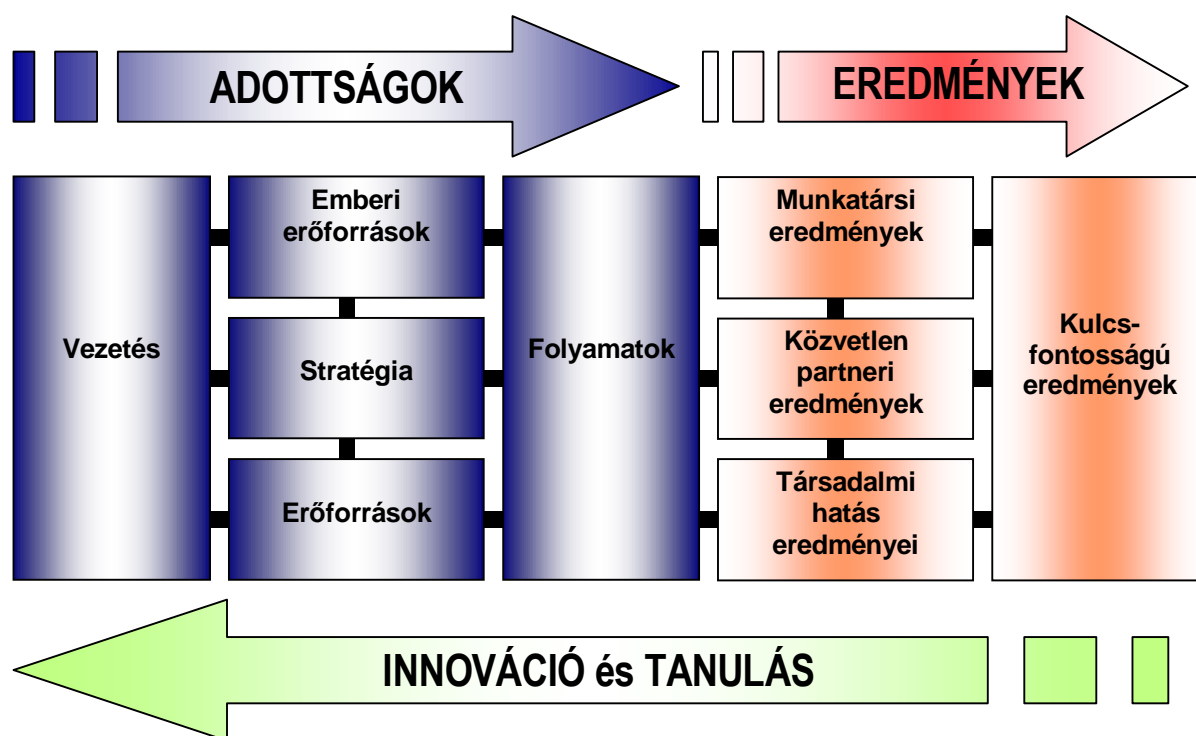 ADOTTSÁGOK
EREDMÉNYEK
Vezetés
Emberi
erőforrások
Stratégia
Erőforrások
Folyamatok
Munkatársi
eredmények
Közvetlen
partneri
eredmények
Társadalmi
hatás
eredményei
Kulcs-
fontosságú
eredmények
INNOVÁCIÓ és TANULÁS